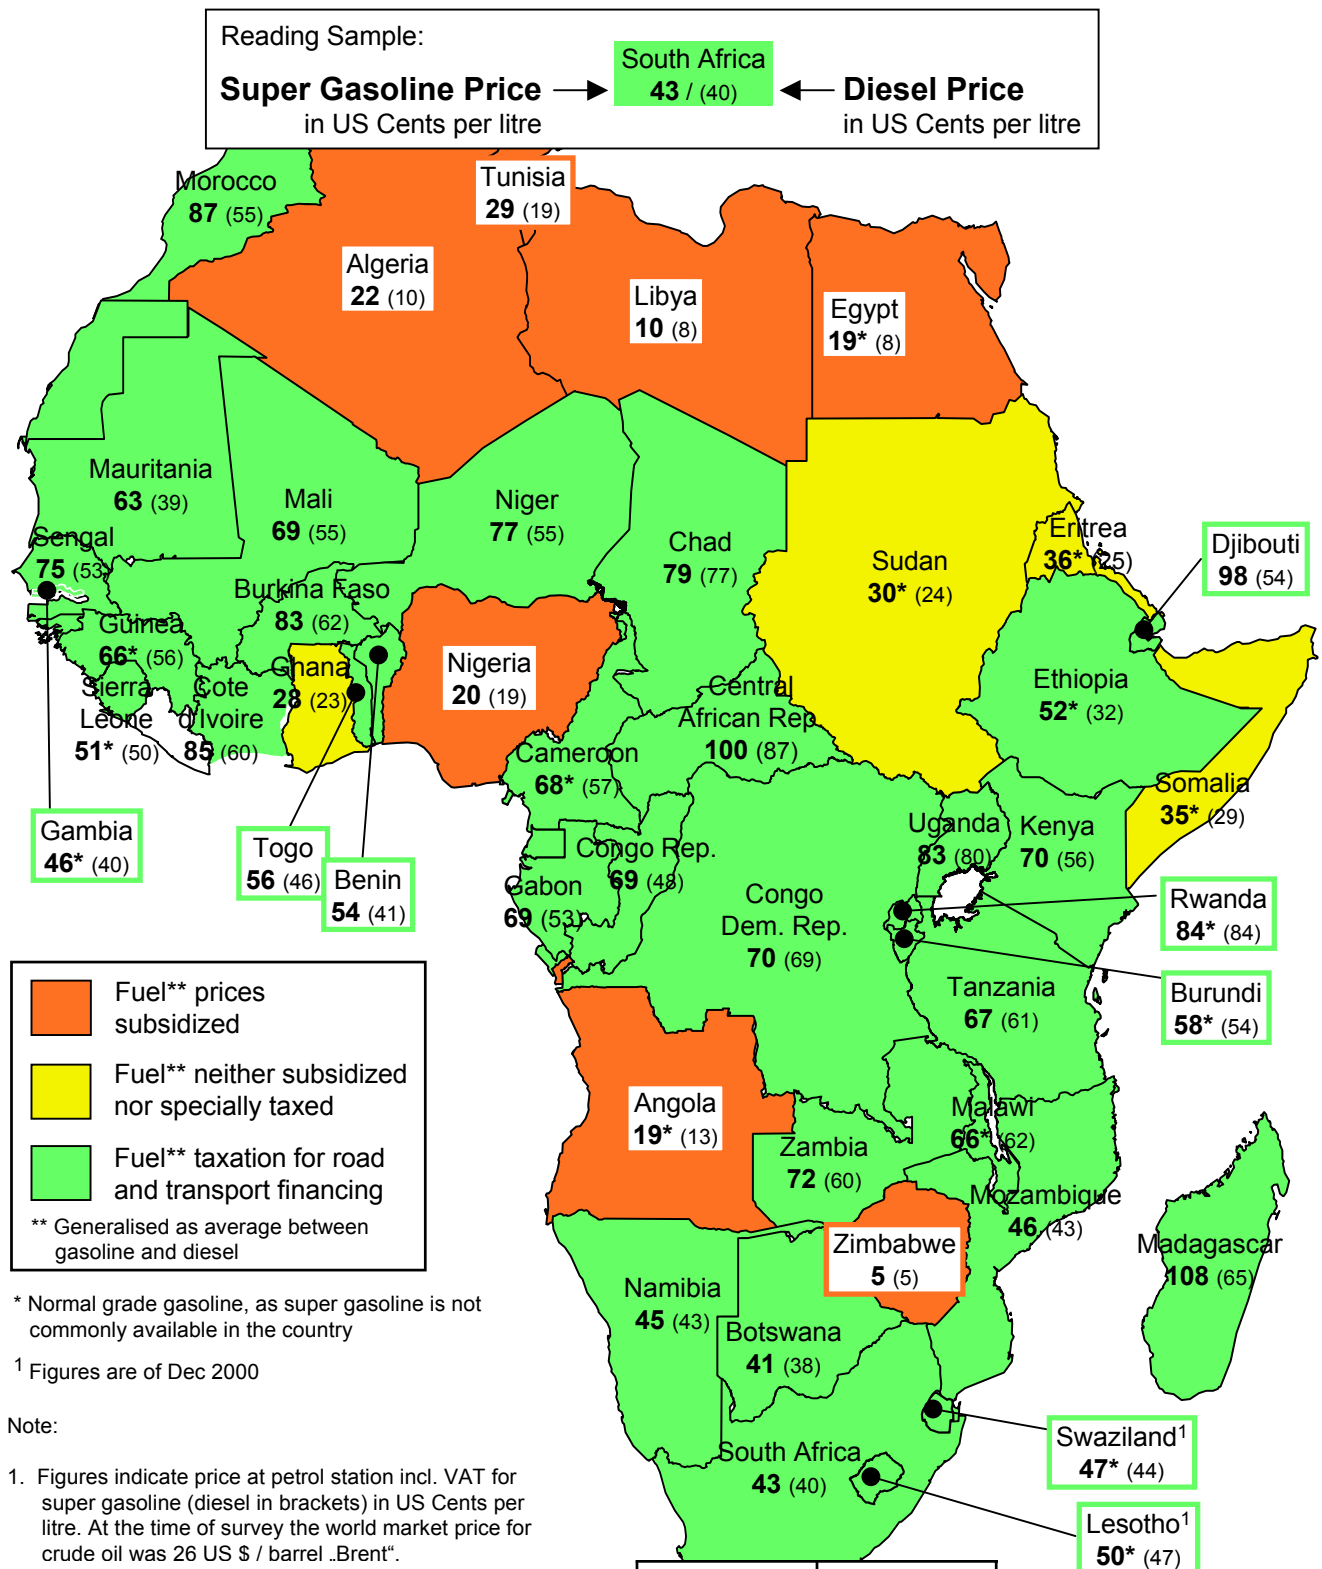 Reading Sample:
Super Gasoline Price
in US Cents per litre
South Africa
43 / (40)
Diesel Price
in US Cents per litre
Morocco
87 (55)
Tunisia
29 (19)
Algeria
22 (10)
Libya
10 (8)
Egypt
19* (8)
Mauritania
63 (39)
Mali
69 (55)
Niger
77 (55)
Chad
79 (77)
Sudan
30* (24)
Eritrea
36* (25)
Djibouti
98 (54)
Sengal
75 (53)
Burkina Faso
83 (62)
Guinea
66* (56)
Ghana
28 (23)
Nigeria
20 (19)
Sierra
Leone
51* (50)
Cote
d'Ivoire
85 (60)
Central
African Rep.
100 (87)
Ethiopia
52* (32)
Cameroon
68* (57)
Somalia
35* (29)
Gambia
46* (40)
Togo
56 (46)
Benin
54 (41)
Congo Rep.
69 (48)
Gabon
69 (53)
Uganda
83 (80)
Kenya
70 (56)
Congo
Dem. Rep.
70 (69)
Rwanda
84* (84)
Burundi
58* (54)
Tanzania
67 (61)
Fuel** prices
subsidized
Fuel** neither subsidized
nor specially taxed
Fuel** taxation for road
and transport financing
** Generalised as average between
gasoline and diesel
Angola
19* (13)
Zambia
72 (60)
Malawi
66* (62)
Mozambique
46 (43)
Zimbabwe
5 (5)
Madagascar
108 (65)
Namibia
45 (43)
Botswana
41 (38)
South Africa
43 (40)
Swaziland1
47* (44)
Lesotho1
50* (47)
* Normal grade gasoline, as super gasoline is not
commonly available in the country
1 Figures are of Dec 2000
Note:
1. Figures indicate price at petrol station incl. VAT for
super gasoline (diesel in brackets) in US Cents per
litre. At the time of survey the world market price for
crude oil was 26 US $ / barrel „Brent“.